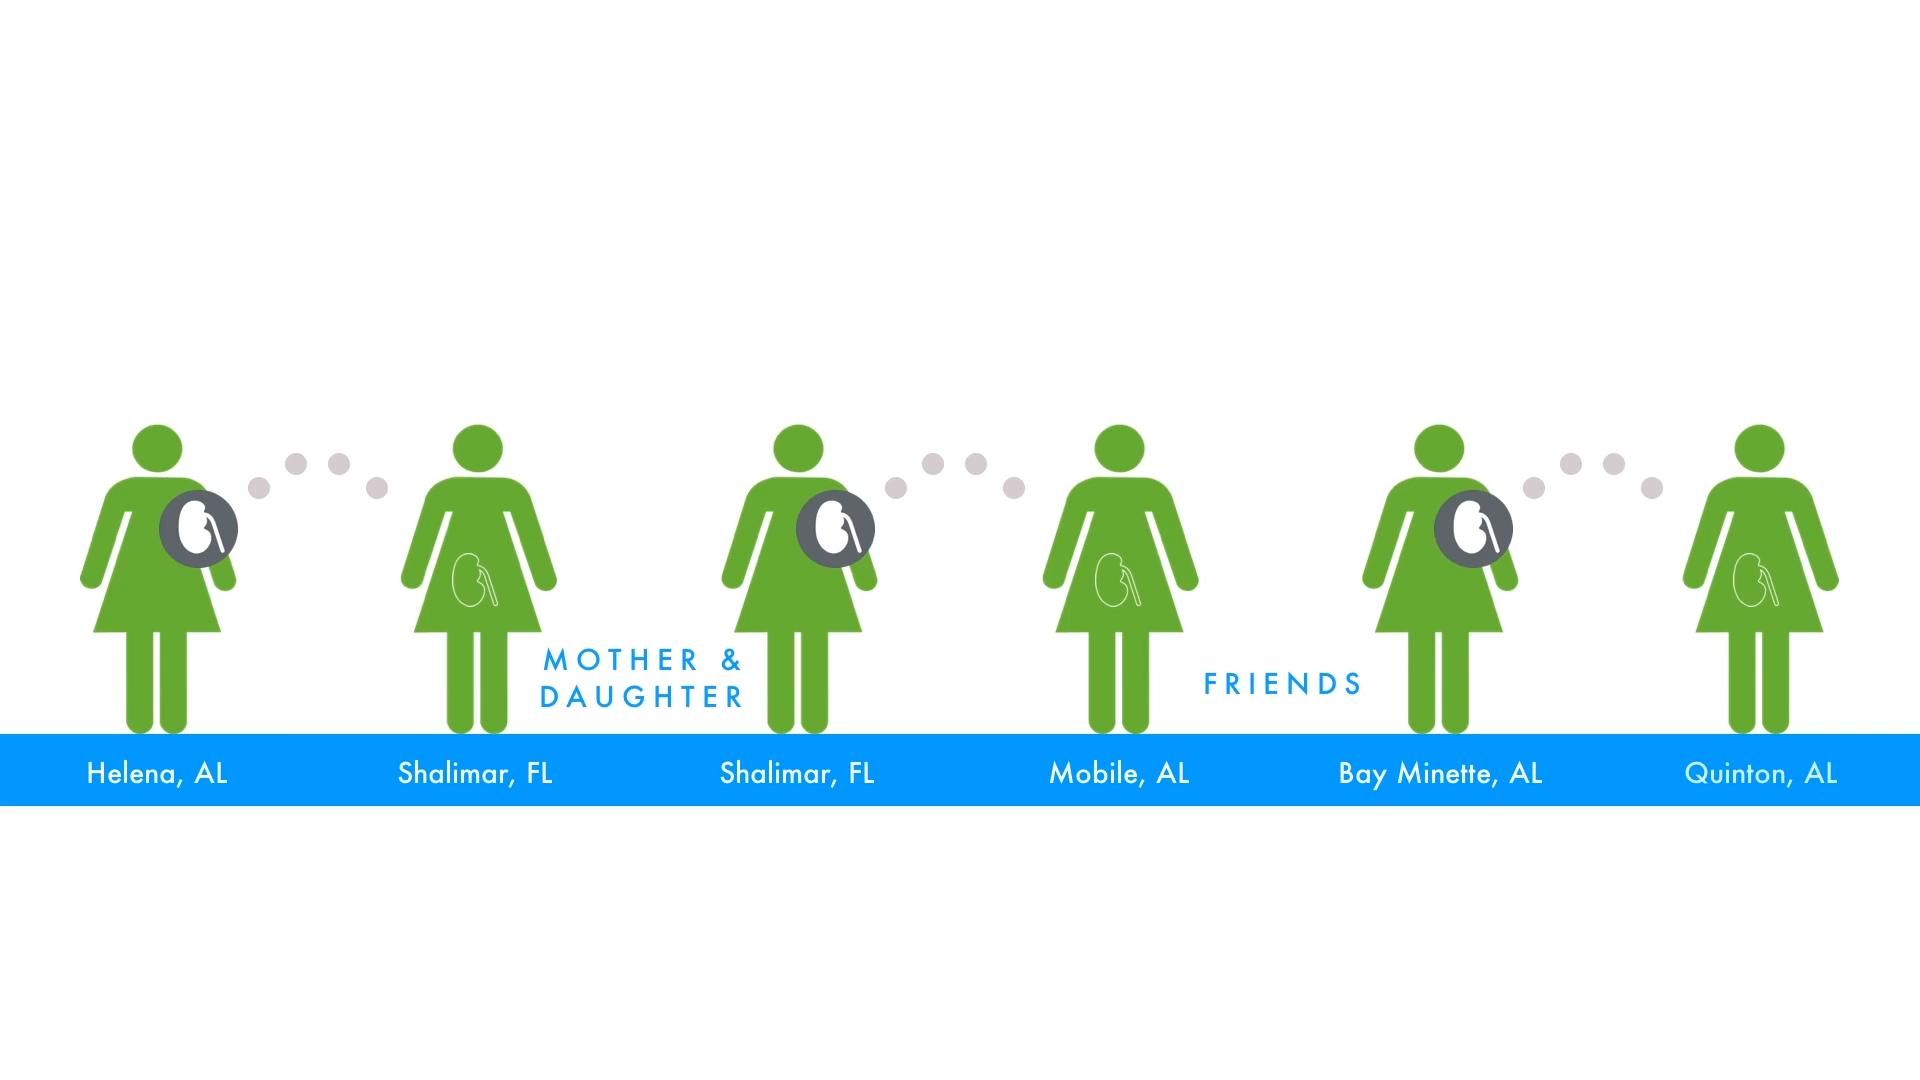 MOTHER &
DAUGHTER
FRIENDS
Helena, AL
Shalimar, FL
Shalimar, FL
Mobile, AL
Bay Minette, AL
Quinton, AL